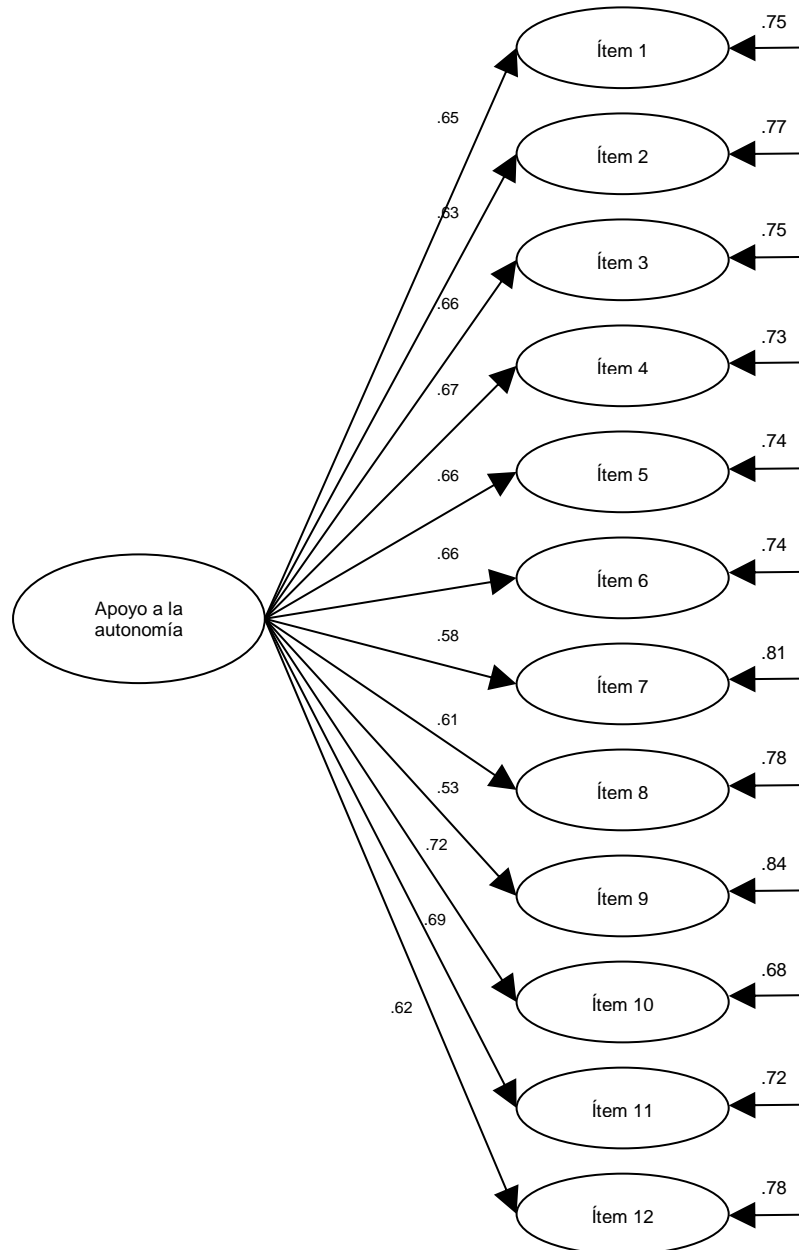 .75
Ítem 1
.65
.77
Ítem 2
.63
.75
Ítem 3
.66
.73
Ítem 4
.67
.74
Ítem 5
.66
.74
Ítem 6
.66
Apoyo a la
autonomía
.58
.81
Ítem 7
.61
.78
Ítem 8
.53
.84
Ítem 9
.72
.68
Ítem 10
.69
.72
Ítem 11
.62
.78
Ítem 12